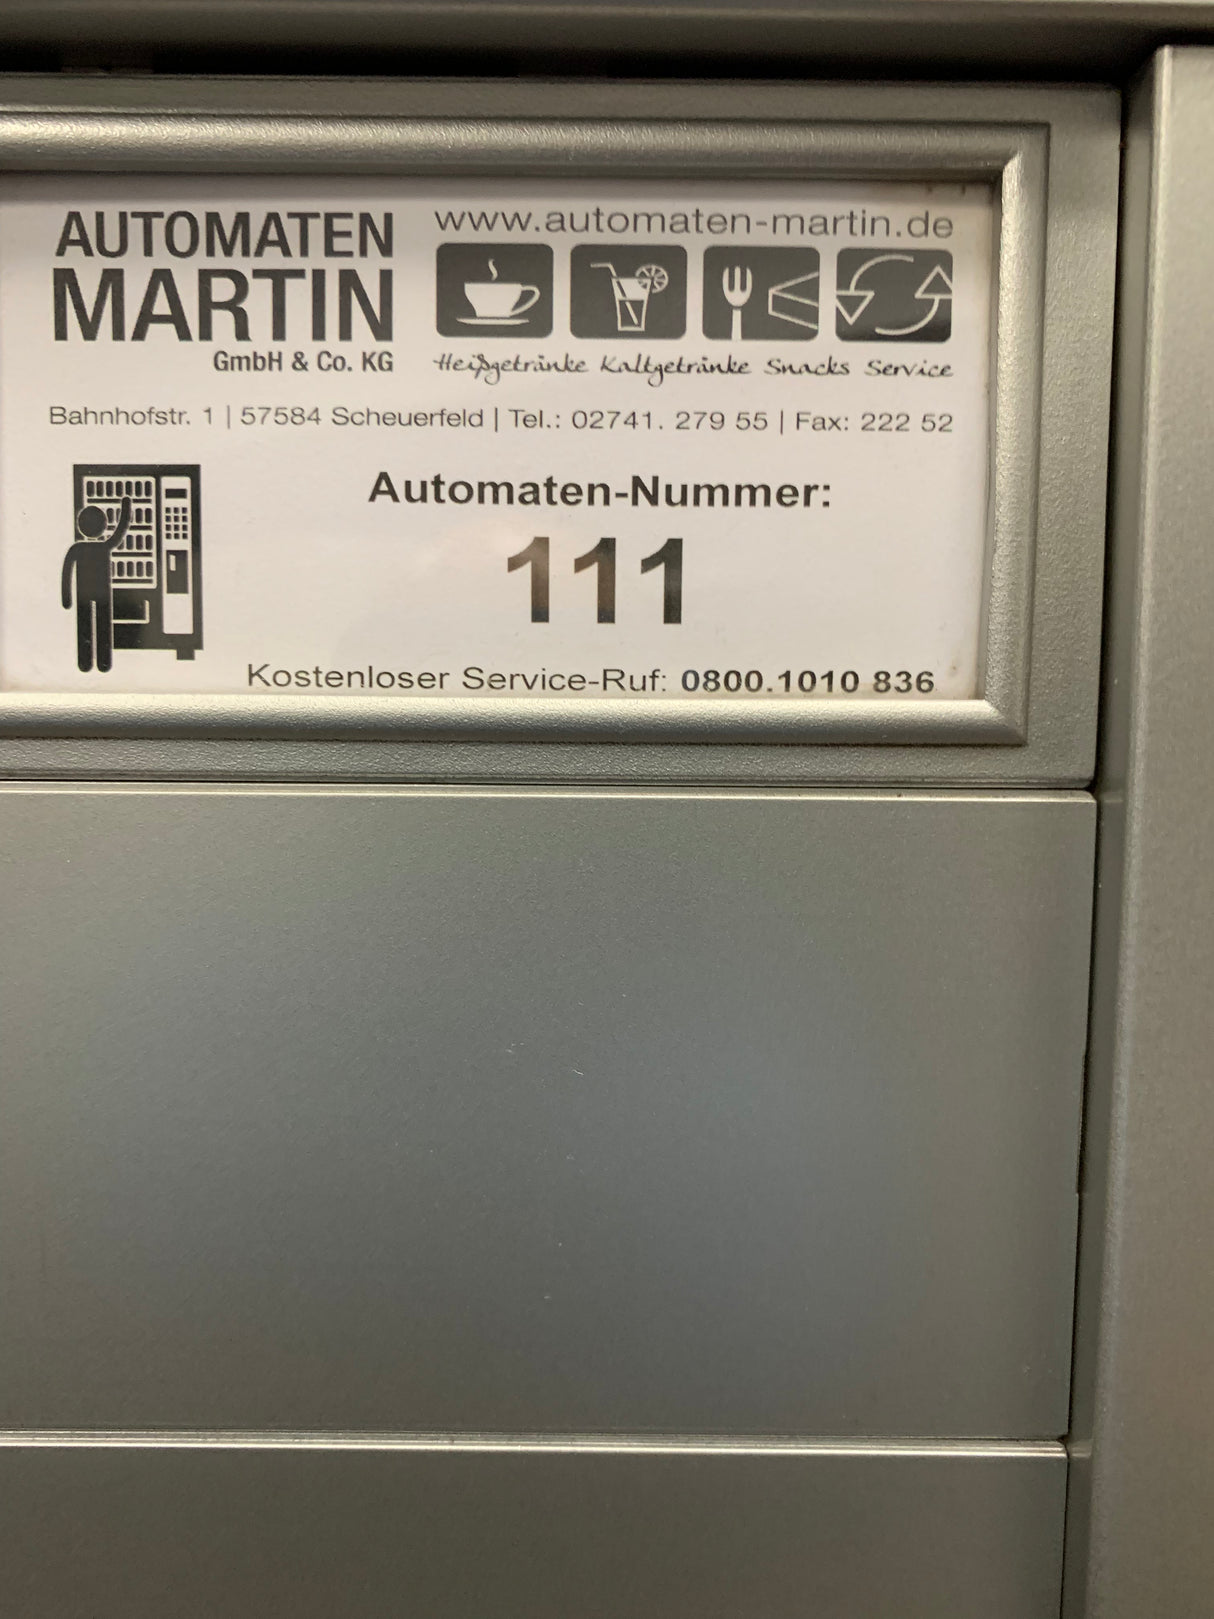 AUTOMATEN
MARTIN
GmbH & Co. KG
www.automaten-martin.de
Heißgetränke Kaltgetränke Snacks Service
Bahnhofstr. 1 | 57584 Scheuerfeld | Tel.: 02741. 279 55 | Fax: 222 52
Automaten-Nummer:
111
Kostenloser Service-Ruf: 0800.1010 836